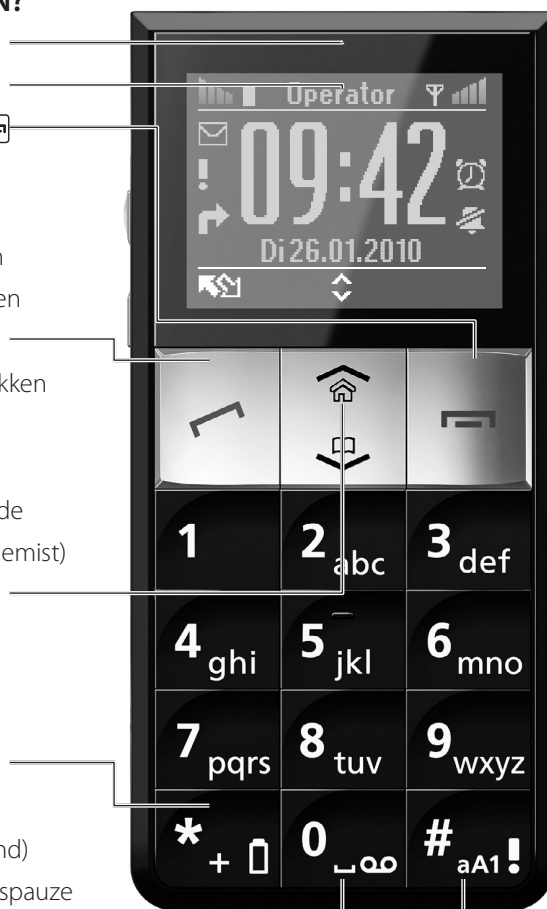 N?
Operator
09:42
Di 26.01.2010
n
en
kken
de
emist)
1
2 abc
3 def
4 ghi
5 jkl
6 mno
7 pqrs
8 tuv
9 wxyz
nd)
spauze
* +
0
# aA1 !